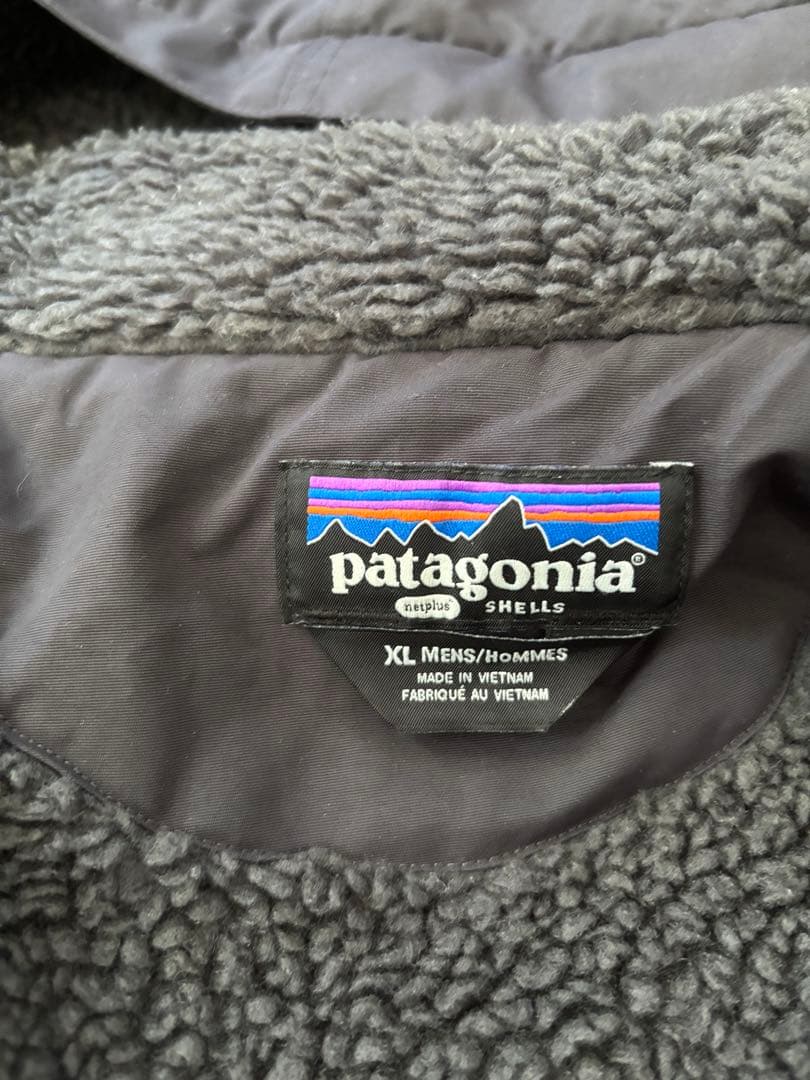 patagonia®
netplus® SHELLS
XL MENS/HOMMES
MADE IN VIETNAM
FABRIQUÉ AU VIETNAM